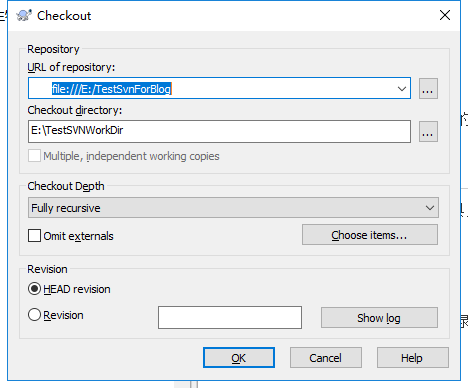 Checkout
Repository
URL of repository:
file:///E:/TestSvnForBlog
...
Checkout directory:
E:\TestSVNWorkDir
...
Multiple, independent working copies
Checkout Depth
Fully recursive
Omit externals
Choose items...
Revision
HEAD revision
Revision
Show log
OK
Cancel
Help